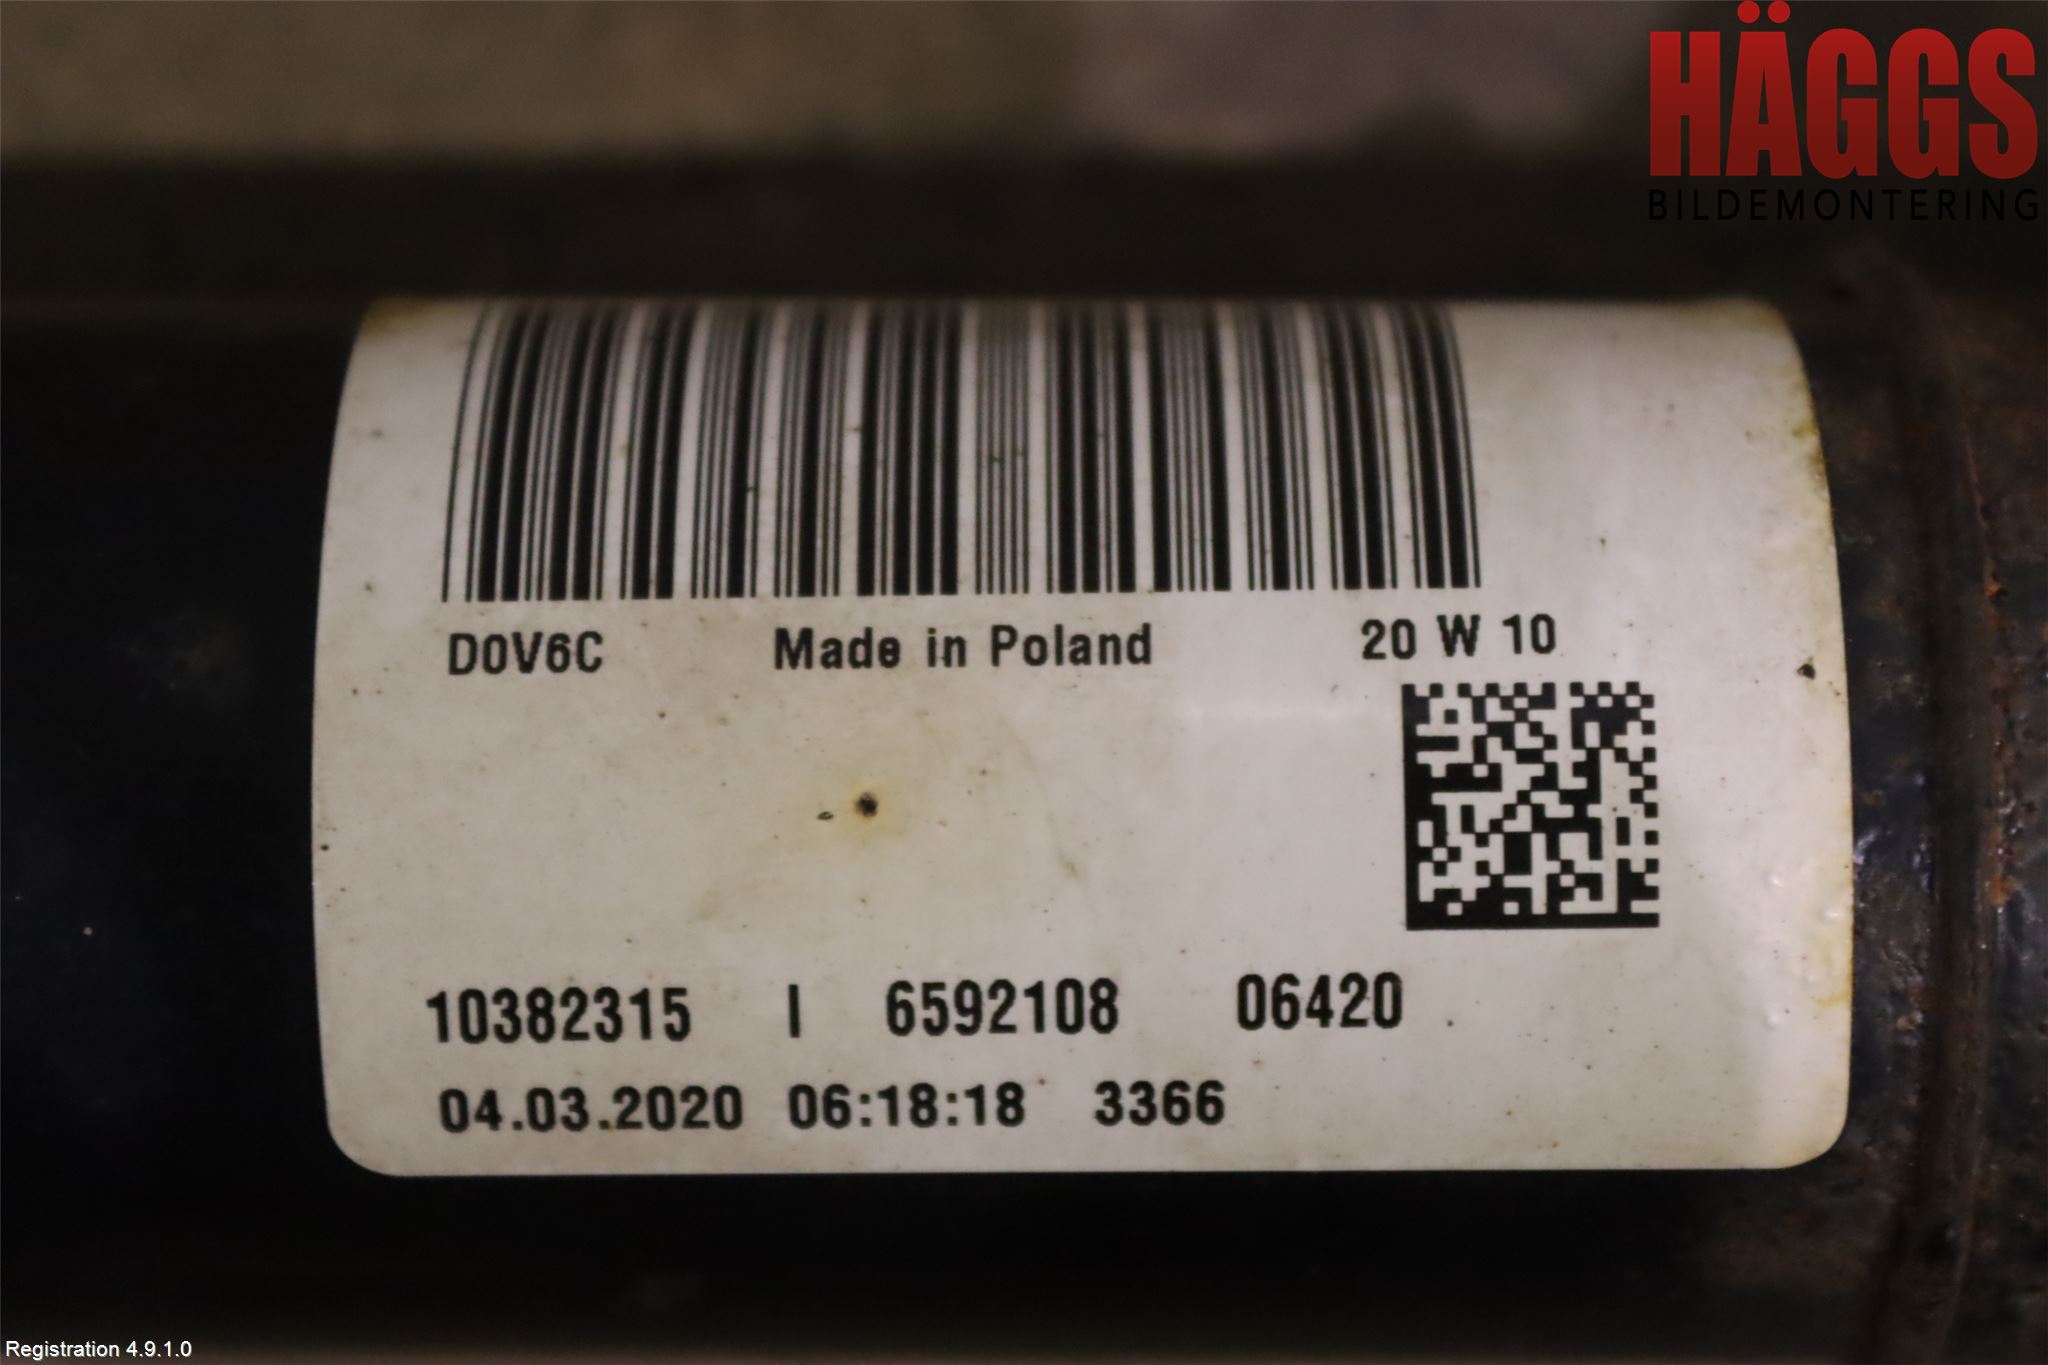 HÄGGS
BILDEMONTERING
D0V6C Made in Poland 20 W 10
10382315 I 6592108 06420
04.03.2020 06:18:18 3366
Registration 4.9.1.0